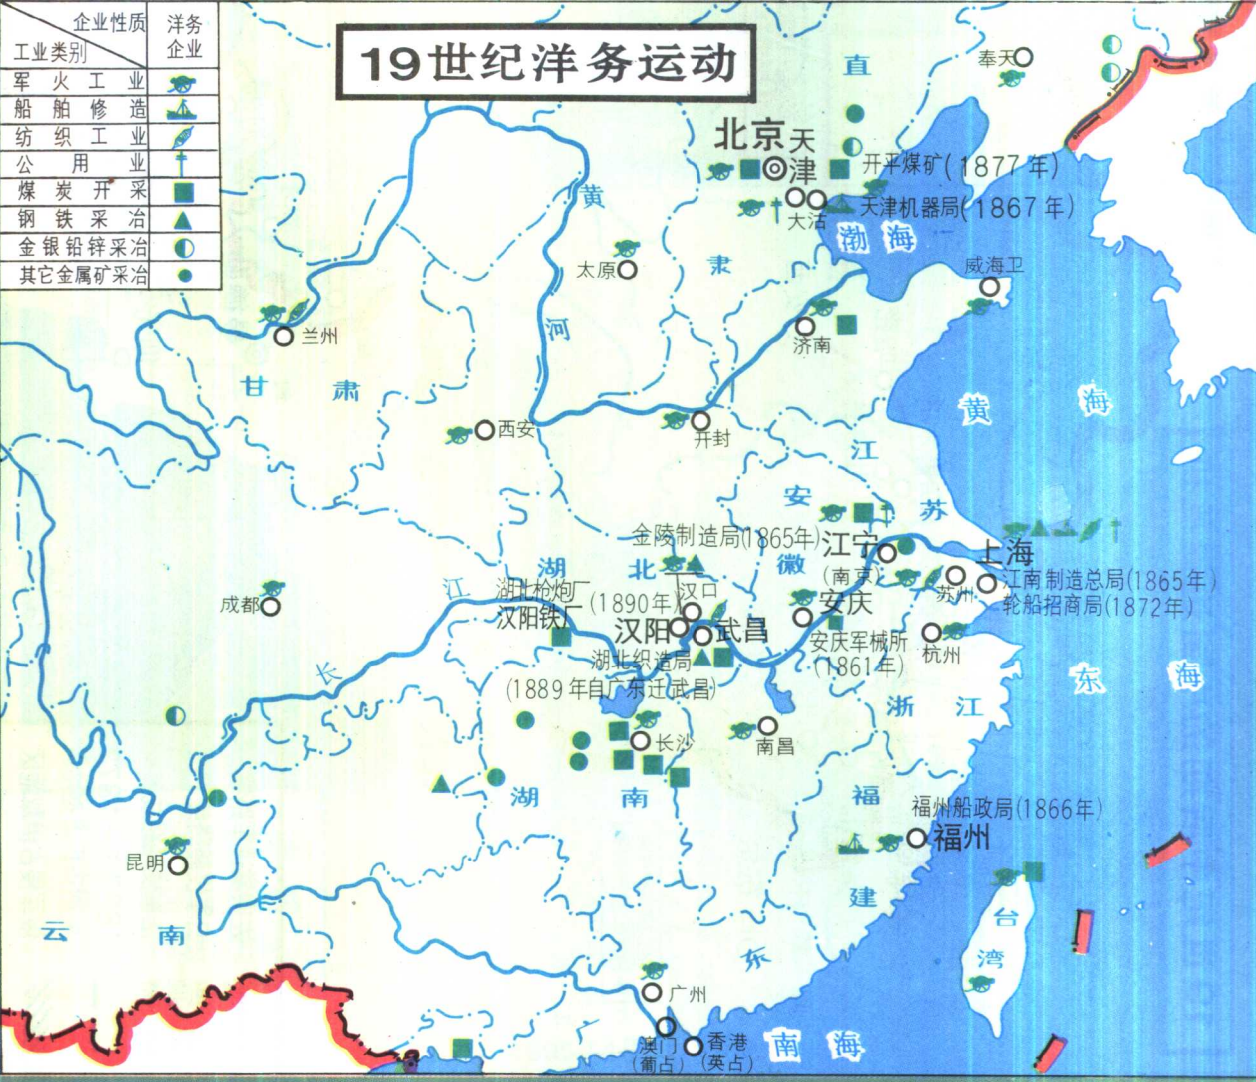 19世纪洋务运动
企业性质
洋务
企业
工业类别
军火工业
船舶修造
纺织工业
公用业
煤炭开采
钢铁采冶
金银铅锌采冶
其它金属矿采冶
直
奉天
北京
天
津
开平煤矿(1877年)
大沽
天津机器局(1867年)
渤海
黄
太原
隶
威海卫
兰州
河
济南
甘肃
黄海
西安
开封
江
安
苏
金陵制造局(1865年)
江宁
(南京)
上海
湖北
徽
江南制造总局(1865年)
轮船招商局(1872年)
苏州
成都
江
湖北枪炮厂
汉阳铁厂
(1890年)
汉口
汉阳
武昌
安庆
安庆军械所
(1861年)
杭州
湖北织造局
(1889年自广东迁武昌)
长
东海
浙江
长沙
南昌
湖南
福
福州船政局(1866年)
福州
昆明
建
台
湾
云南
东
广州
广
澳门
(葡占)
香港
(英占)
南海